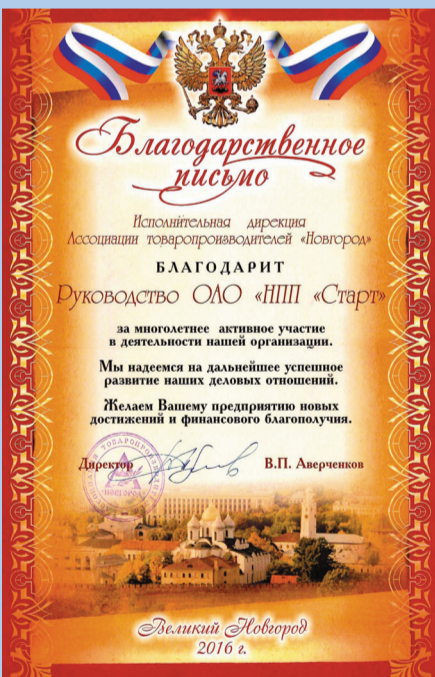 Благодарственное
письмо
Исполнительная дирекция
Ассоциации товаропроизводителей «Новгород»
БЛАГОДАРИТ
Руководство ОАО «НПП «Старт»
за многолетнее активное участие
в деятельности нашей организации.
Мы надеемся на дальнейшее успешное
развитие наших деловых отношений.
Желаем Вашему предприятию новых
достижений и финансового благополучия.
Директор В.П. Аверченков
"НОВГОРОД"
Великий Новгород
2016 г.